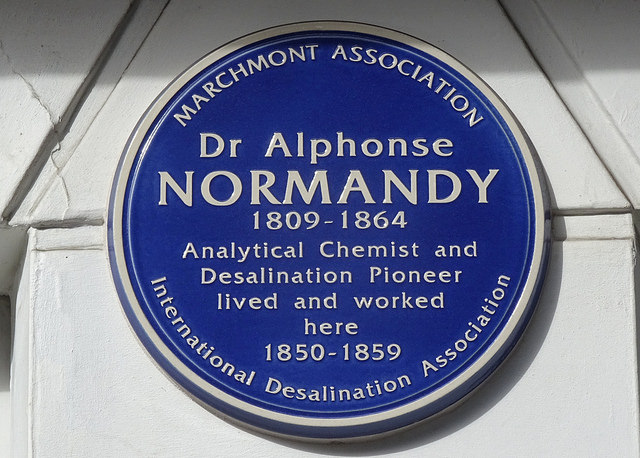 MARCHMONT ASSOCIATION
Dr Alphonse
NORMANDY
1809-1864
Analytical Chemist and
Desalination Pioneer
lived and worked
here
1850-1859
International Desalination Association